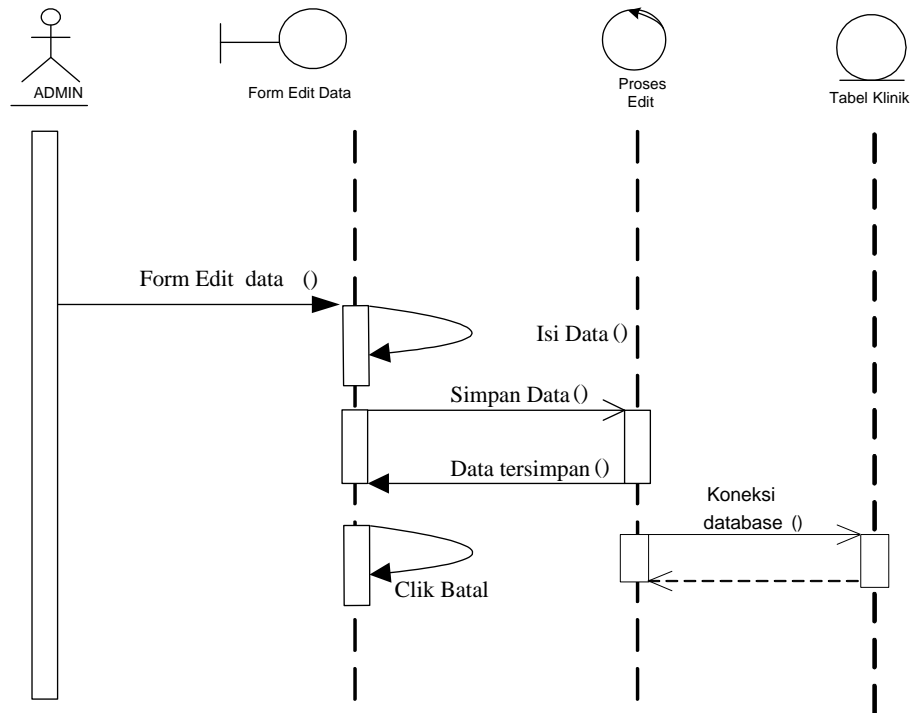 ADMIN
Form Edit Data
Proses
Edit
Tabel Klinik
Form Edit data ()
Isi Data ()
Simpan Data ()
Data tersimpan ()
Koneksi
database ()
Clik Batal